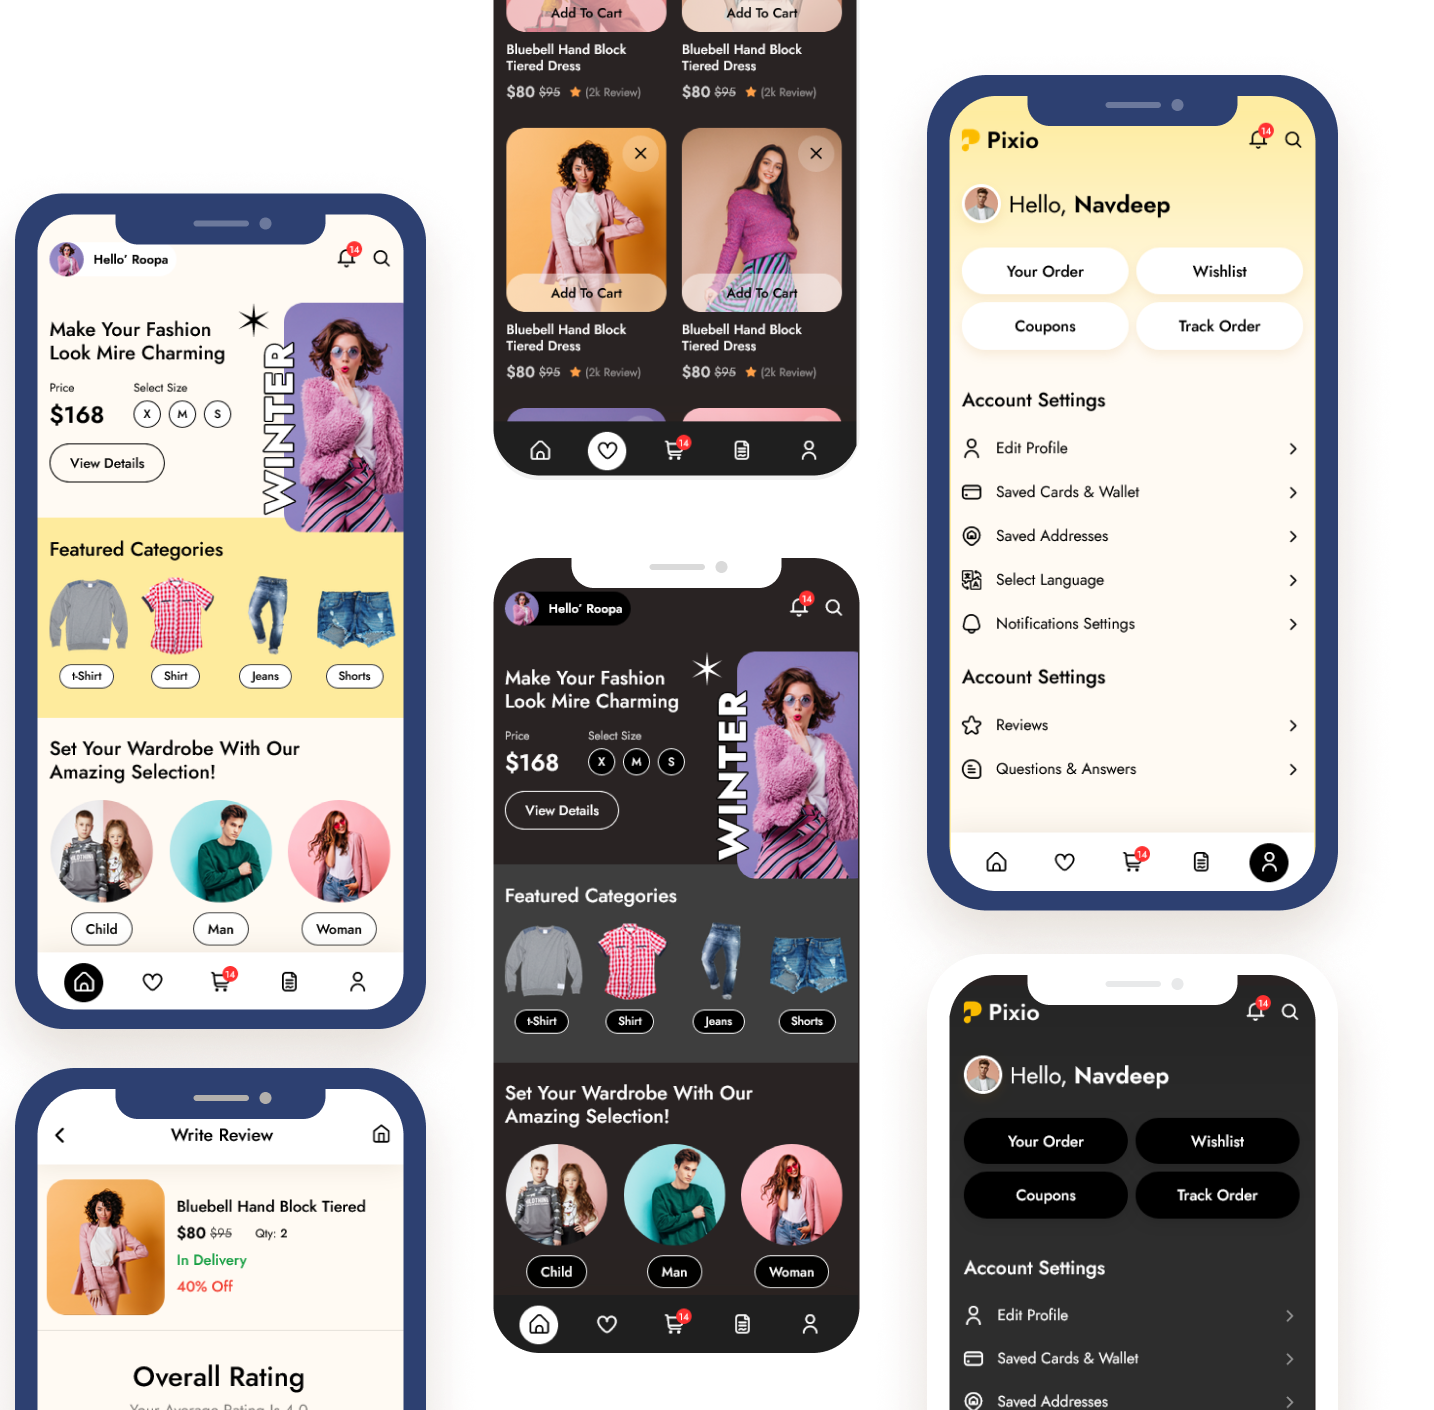 Hello' Roopa
14
Make Your Fashion
Look Mire Charming
Price
Select Size
$168
X
M
S
View Details
WINTER
Featured Categories
t-Shirt
Shirt
Jeans
Shorts
Set Your Wardrobe With Our
Amazing Selection!
Child
Man
Woman
14
Write Review
Bluebell Hand Block Tiered
$80 $95
Qty: 2
In Delivery
40% Off
Overall Rating
Your Average Rating Is 4.0
Add To Cart
Add To Cart
Bluebell Hand Block
Tiered Dress
$80 $95 (2k Review)
Bluebell Hand Block
Tiered Dress
$80 $95 (2k Review)
Add To Cart
Add To Cart
Bluebell Hand Block
Tiered Dress
$80 $95 (2k Review)
Bluebell Hand Block
Tiered Dress
$80 $95 (2k Review)
14
Hello' Roopa
14
Make Your Fashion
Look Mire Charming
Price
Select Size
$168
X
M
S
View Details
WINTER
Featured Categories
t-Shirt
Shirt
Jeans
Shorts
Set Your Wardrobe With Our
Amazing Selection!
Child
Man
Woman
14
Pixio
14
Hello, Navdeep
Your Order
Wishlist
Coupons
Track Order
Account Settings
Edit Profile
Saved Cards & Wallet
Saved Addresses
Select Language
Notifications Settings
Account Settings
Reviews
Questions & Answers
14
Pixio
14
Hello, Navdeep
Your Order
Wishlist
Coupons
Track Order
Account Settings
Edit Profile
Saved Cards & Wallet
Saved Addresses